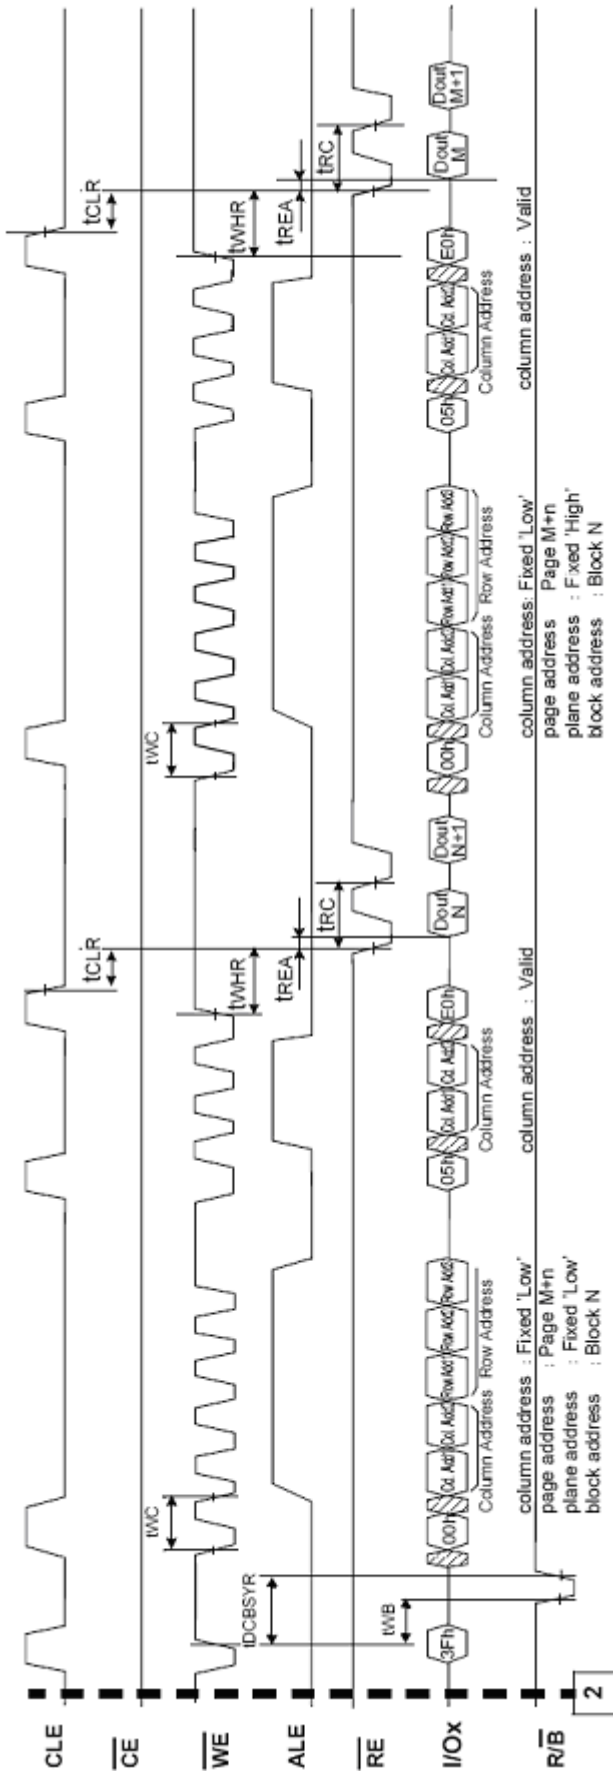 CLE
tCLR
tCLR
CE
WE
tWC
tWHR
tWC
tWHR
tDCBSYR
ALE
tREA
tREA
tWB
tRC
tRC
RE
I/Ox
3Fh
00h
Col. Add1
Col. Add2
Row Add1
Row Add2
Row Add3
05h
Col. Add1
Col. Add2
E0h
Dout N
Dout N+1
00h
Col. Add1
Col. Add2
Row Add1
Row Add2
Row Add3
05h
Col. Add1
Col. Add2
E0h
Dout M
Dout M+1
Column Address
Row Address
Column Address
Column Address
Row Address
Column Address
R/B
column address : Fixed 'Low'
page address : Page M+n
plane address : Fixed 'Low'
block address : Block N
column address : Valid
column address: Fixed 'Low'
page address Page M+n
plane address : Fixed 'High'
block address : Block N
column address : Valid
2